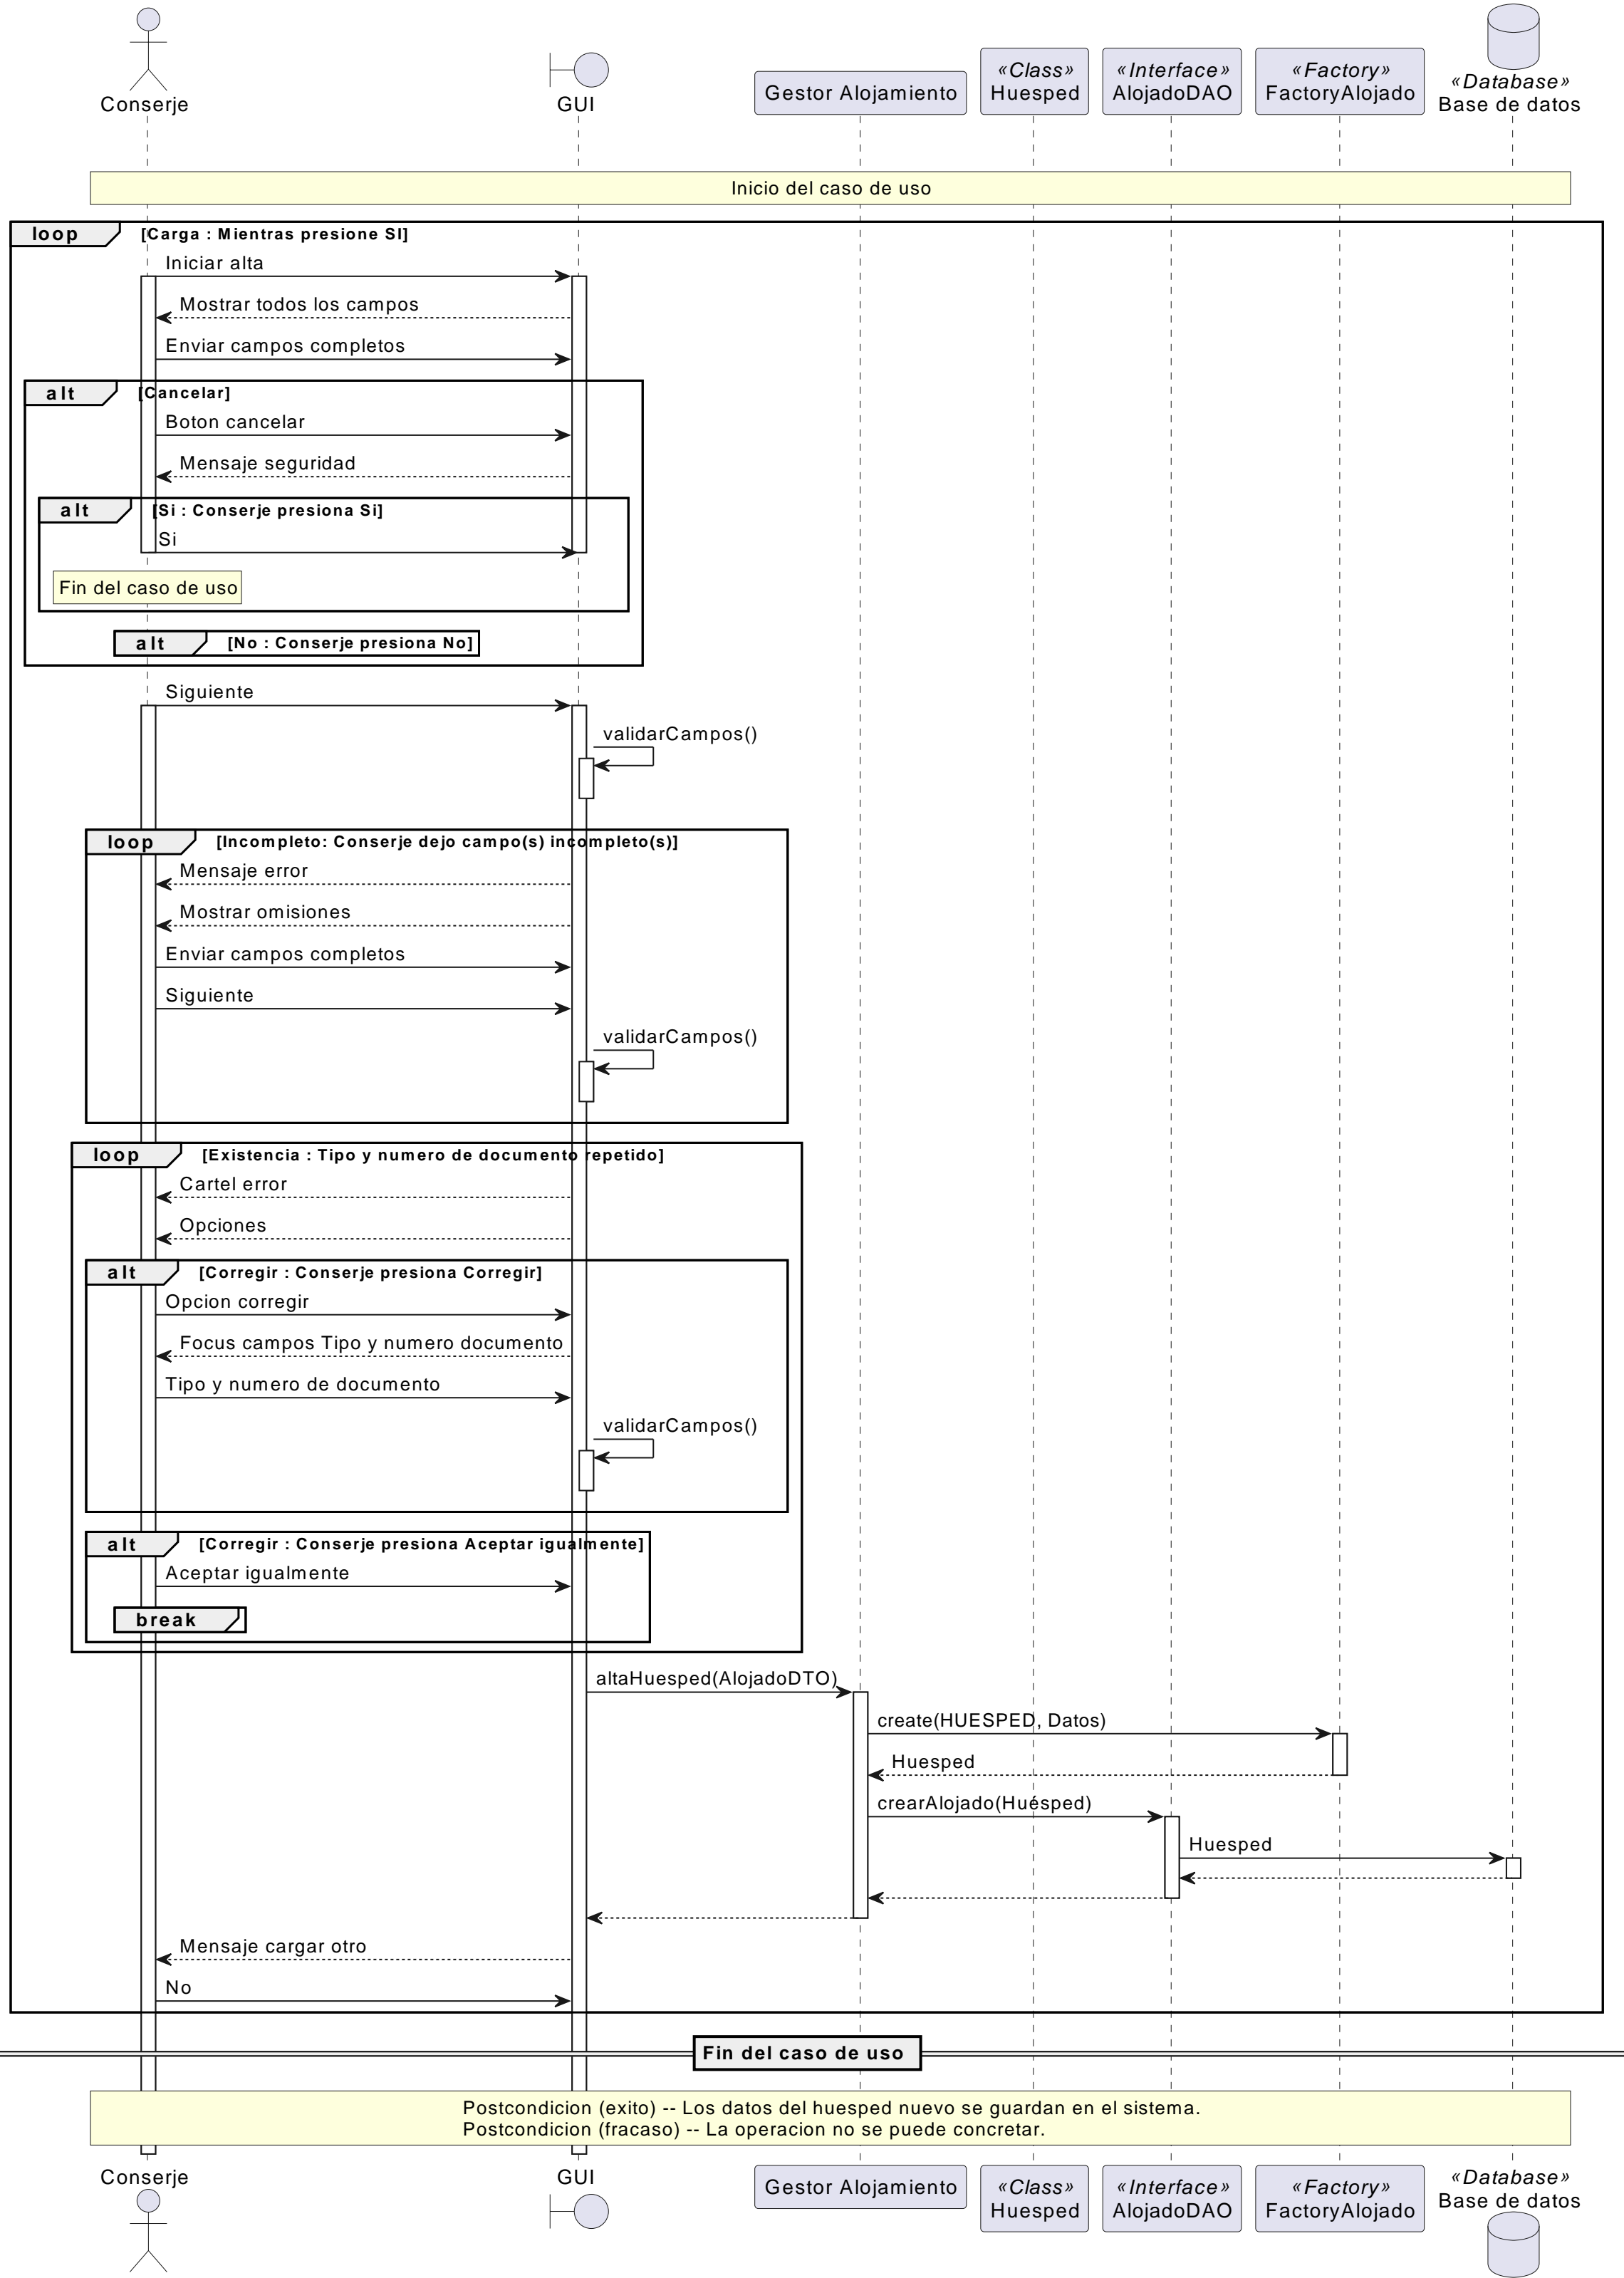 Conserje
GUI
Gestor Alojamiento
«Class»
Huesped
«Interface»
AlojadoDAO
«Factory»
FactoryAlojado
«Database»
Base de datos
Inicio del caso de uso
loop [Carga : Mientras presione SI]
Iniciar alta
Mostrar todos los campos
Enviar campos completos
alt [Cancelar]
Boton cancelar
Mensaje seguridad
alt [Si : Conserje presiona Si]
Si
Fin del caso de uso
alt [No : Conserje presiona No]
Siguiente
validarCampos()
loop [Incompleto: Conserje dejo campo(s) incompleto(s)]
Mensaje error
Mostrar omisiones
Enviar campos completos
Siguiente
validarCampos()
loop [Existencia : Tipo y numero de documento repetido]
Cartel error
Opciones
alt [Corregir : Conserje presiona Corregir]
Opcion corregir
Focus campos Tipo y numero documento
Tipo y numero de documento
validarCampos()
alt [Corregir : Conserje presiona Aceptar igualmente]
Aceptar igualmente
break
altaHuesped(AlojadoDTO)
create(HUESPED, Datos)
Huesped
crearAlojado(Huésped)
Huesped
Mensaje cargar otro
No
Fin del caso de uso
Postcondicion (exito) -- Los datos del huesped nuevo se guardan en el sistema.
Postcondicion (fracaso) -- La operacion no se puede concretar.
Conserje
GUI
Gestor Alojamiento
«Class»
Huesped
«Interface»
AlojadoDAO
«Factory»
FactoryAlojado
«Database»
Base de datos